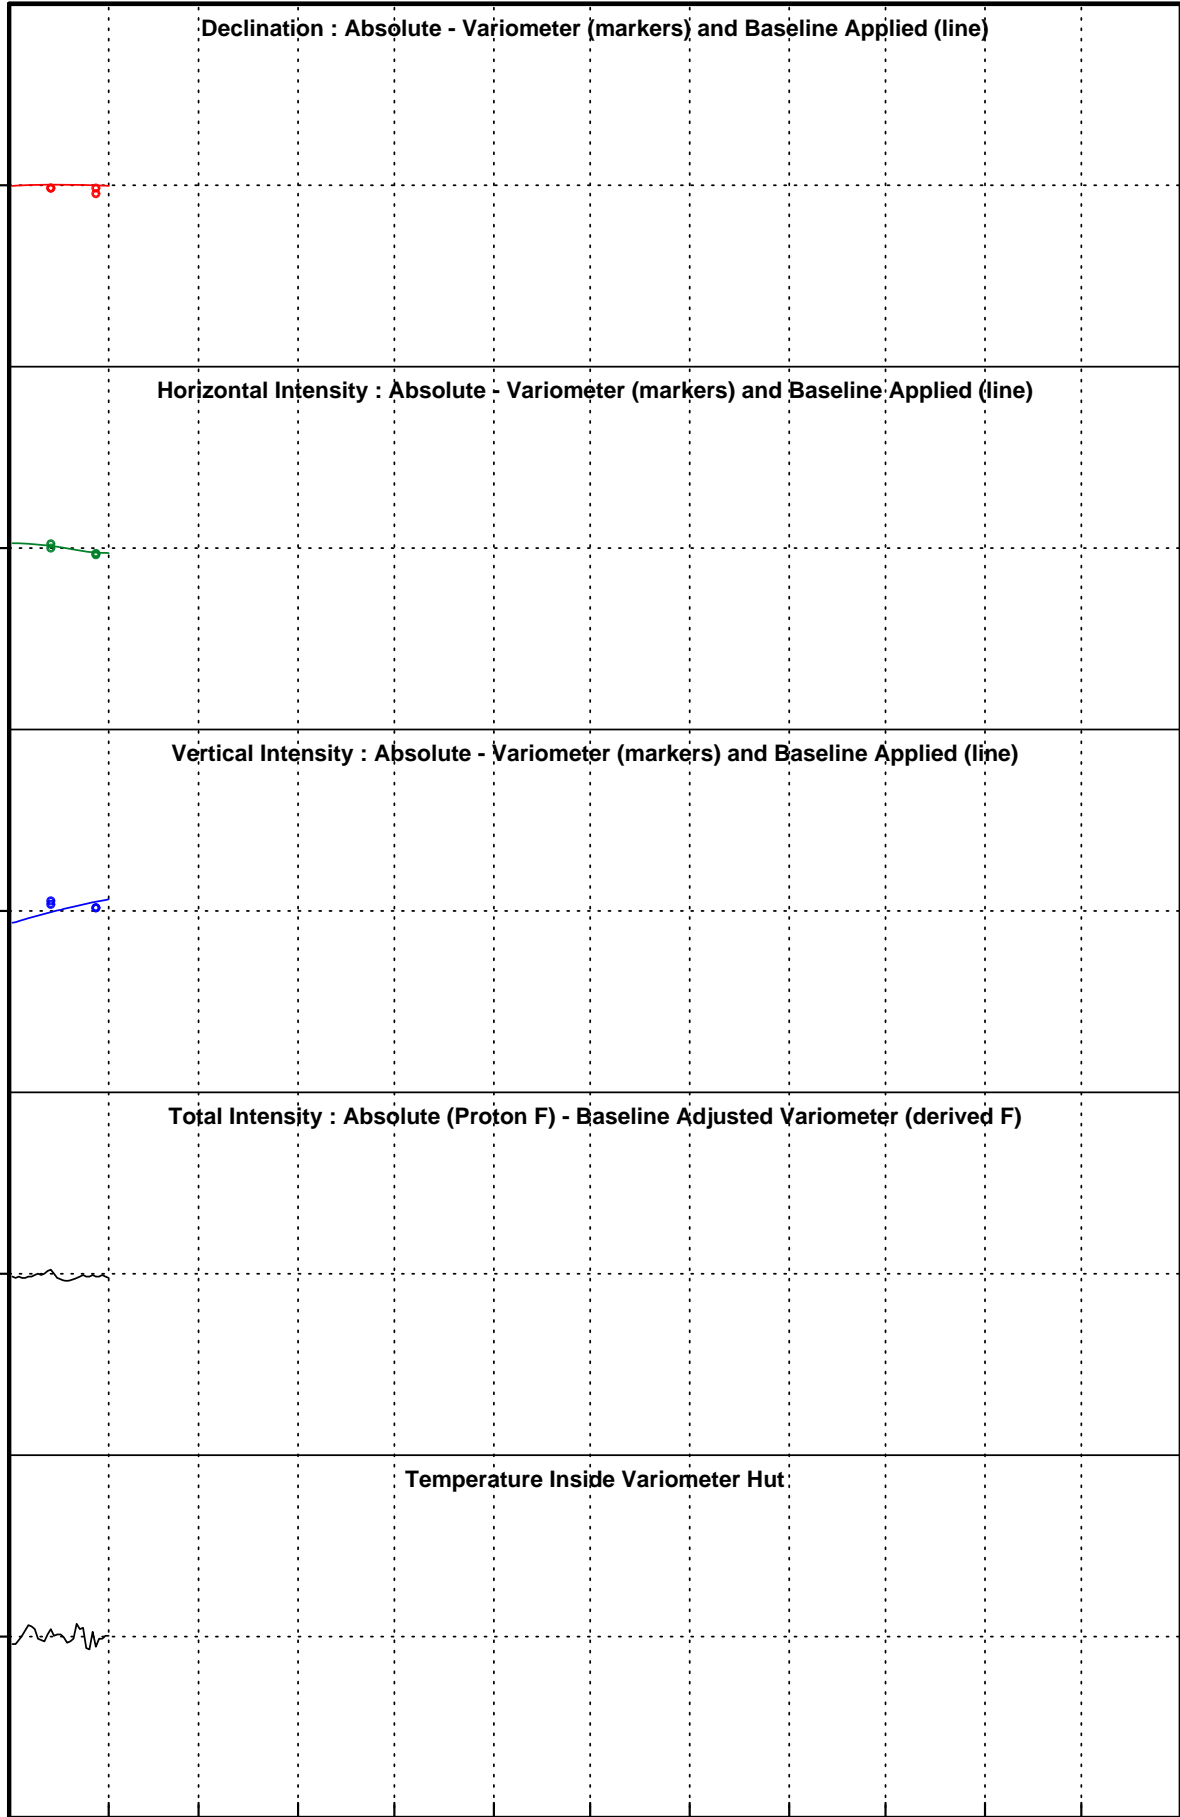 Declination : Absolute - Variometer (markers) and Baseline Applied (line)
Horizontal Intensity : Absolute - Variometer (markers) and Baseline Applied (line)
Vertical Intensity : Absolute - Variometer (markers) and Baseline Applied (line)
Total Intensity : Absolute (Proton F) - Baseline Adjusted Variometer (derived F)
Temperature Inside Variometer Hut